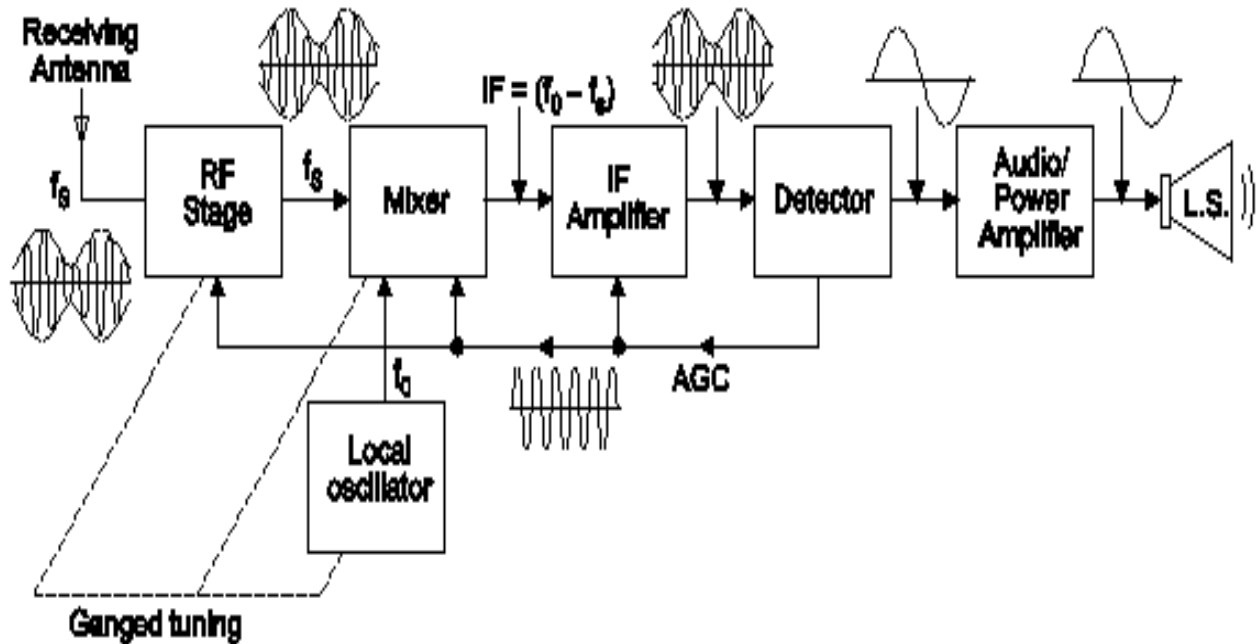 Receiving
Antenna
fs
RF
Stage
fs
Mixer
IF = (f0 – fs)
IF
Amplifier
Detector
Audio/
Power
Amplifier
L.S.
AGC
fo
Local
oscillator
Ganged tuning